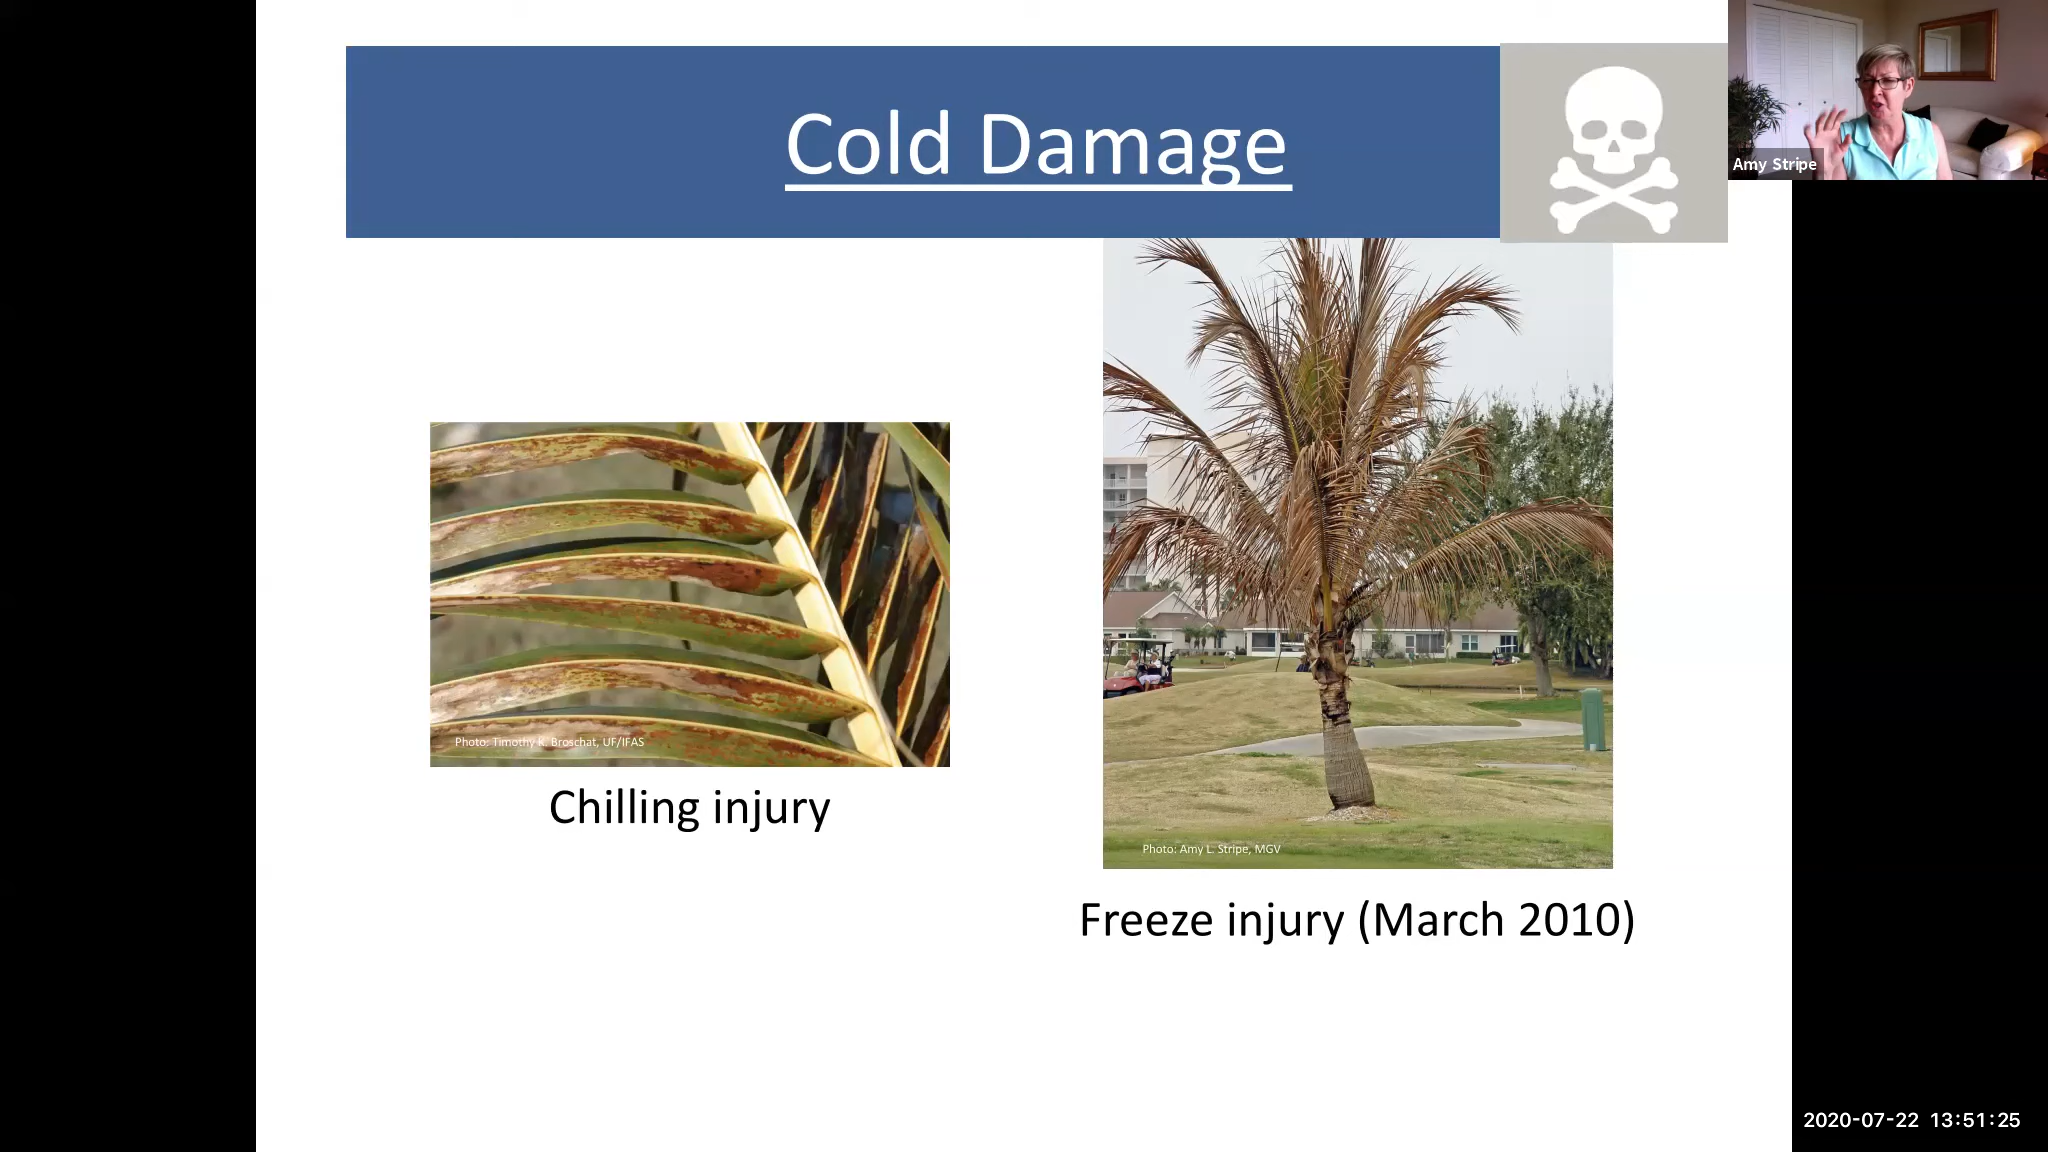 Cold Damage
Amy Stripe
Photo: Timothy K. Broschat, UF/IFAS
Chilling injury
Photo: Amy L. Stripe, MGV
Freeze injury (March 2010)
2020-07-22 13:51:25